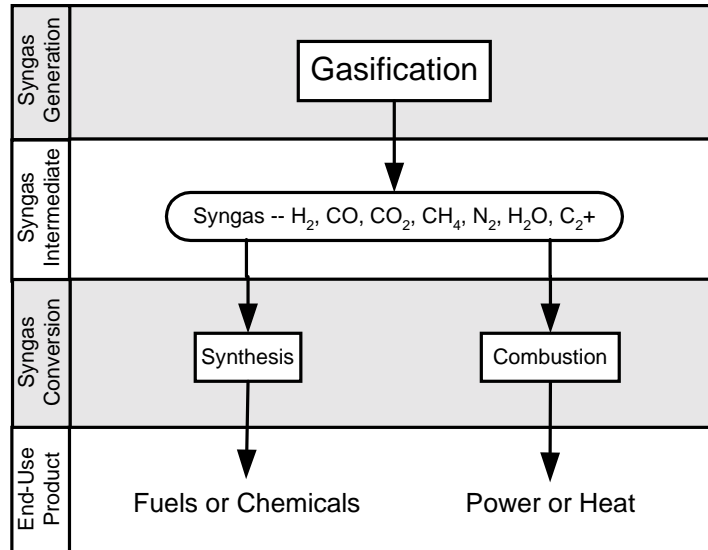 Syngas
Generation
Gasification
Syngas
Intermediate
Syngas -- H₂, CO, CO₂, CH₄, N₂, H₂O, C₂+
Syngas
Conversion
Synthesis
Combustion
End-Use
Product
Fuels or Chemicals
Power or Heat